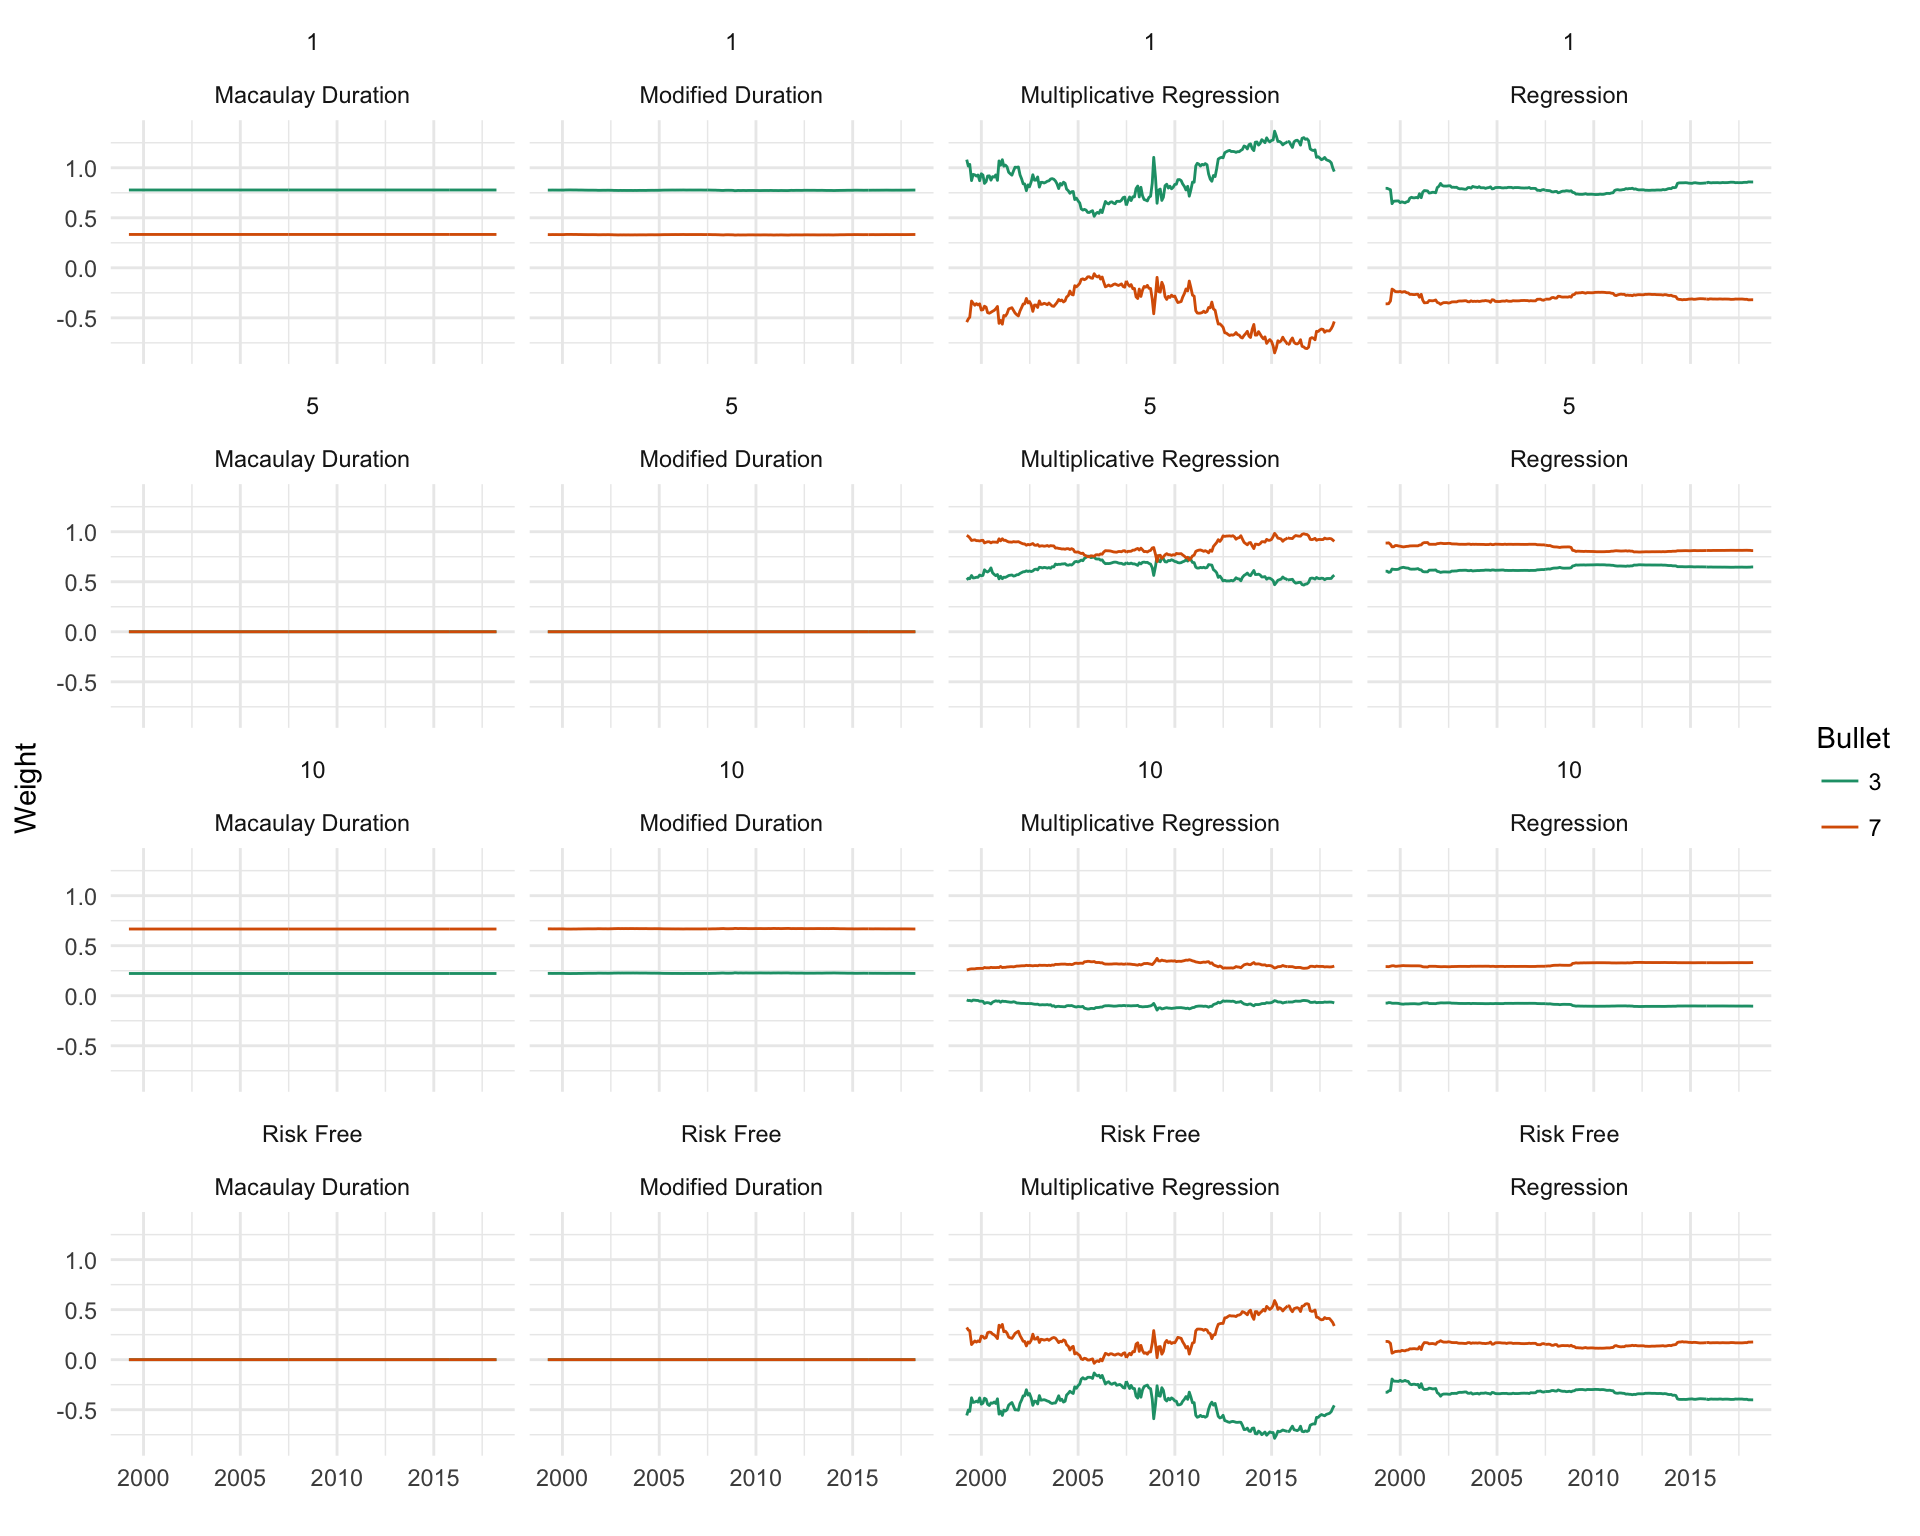 1 1 1 1
Macaulay Duration Modified Duration Multiplicative Regression Regression
1.0
0.5
0.0
-0.5
5 5 5 5
Macaulay Duration Modified Duration Multiplicative Regression Regression
1.0
0.5
0.0
-0.5
Weight
Bullet
3
7
10 10 10 10
Macaulay Duration Modified Duration Multiplicative Regression Regression
1.0
0.5
0.0
-0.5
Risk Free Risk Free Risk Free Risk Free
Macaulay Duration Modified Duration Multiplicative Regression Regression
1.0
0.5
0.0
-0.5
2000 2005 2010 2015 2000 2005 2010 2015 2000 2005 2010 2015 2000 2005 2010 2015